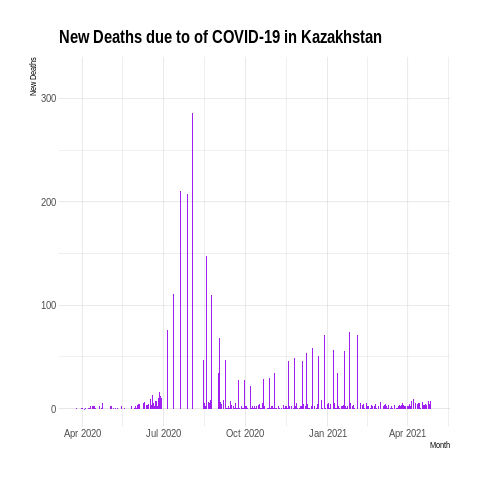 New Deaths due to of COVID-19 in Kazakhstan
New Deaths
300
200
100
0
Apr 2020 Jul 2020 Oct 2020 Jan 2021 Apr 2021
Month